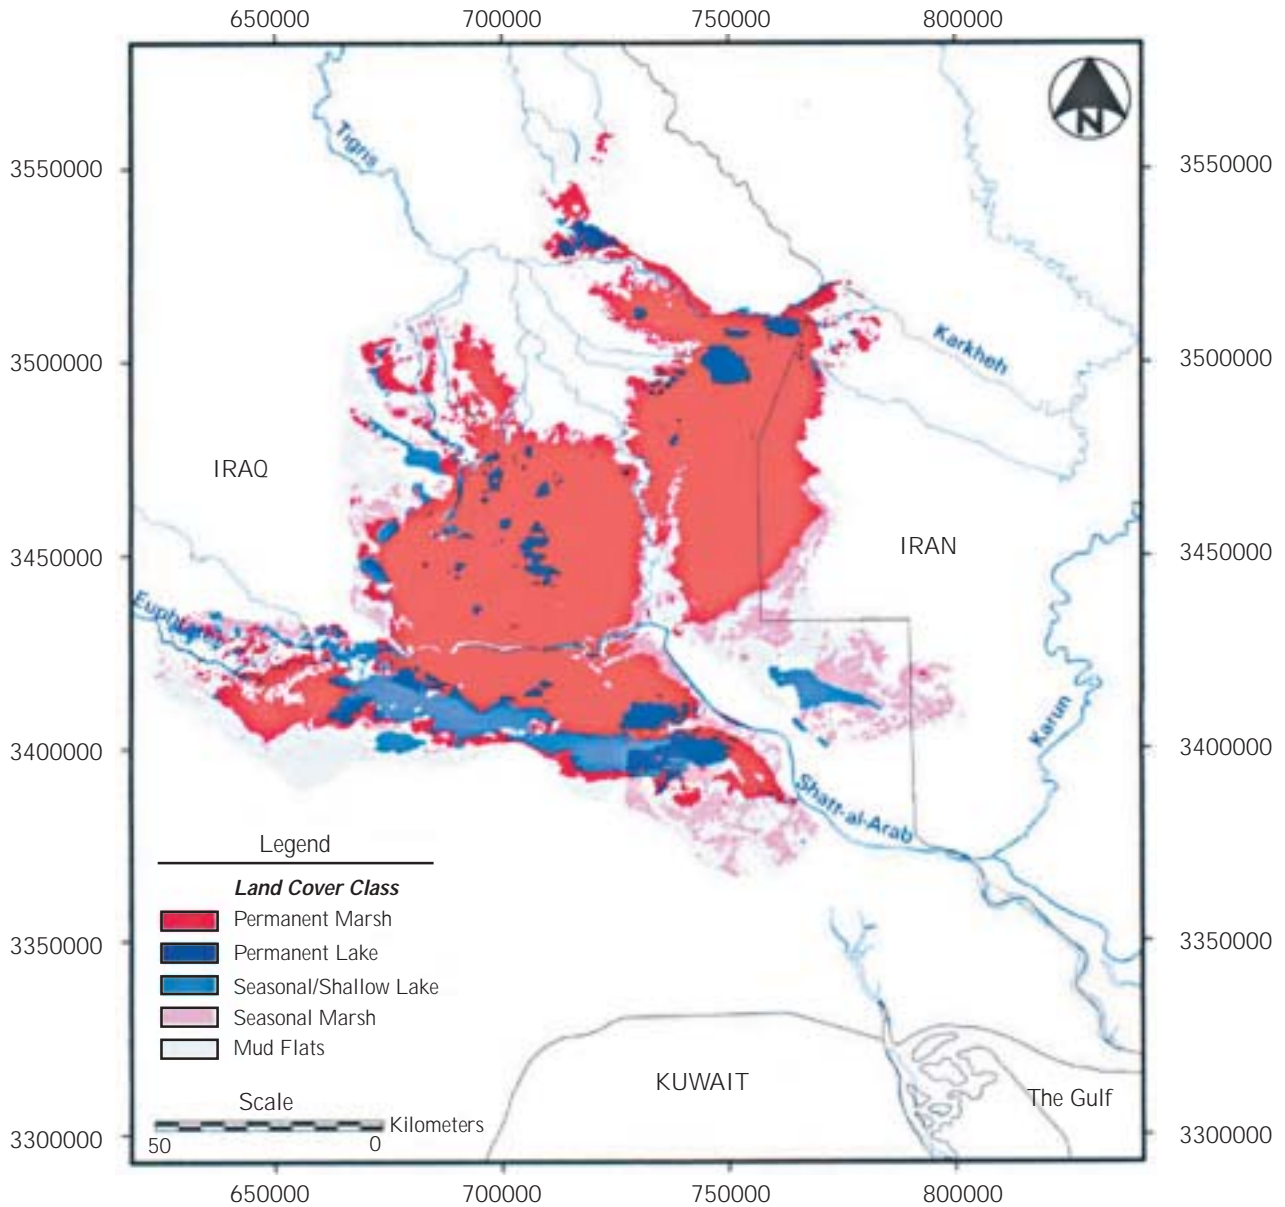 650000 700000 750000 800000
N
Tigris
3550000 3550000
Karkheh
3500000 3500000
IRAQ
IRAN
3450000 3450000
Euphrates
Karun
3400000 3400000
Shatt-al-Arab
Legend
Land Cover Class
Permanent Marsh
Permanent Lake
3350000 3350000
Seasonal/Shallow Lake
Seasonal Marsh
Mud Flats
KUWAIT
The Gulf
Scale
Kilometers
50 0
3300000 3300000
650000 700000 750000 800000